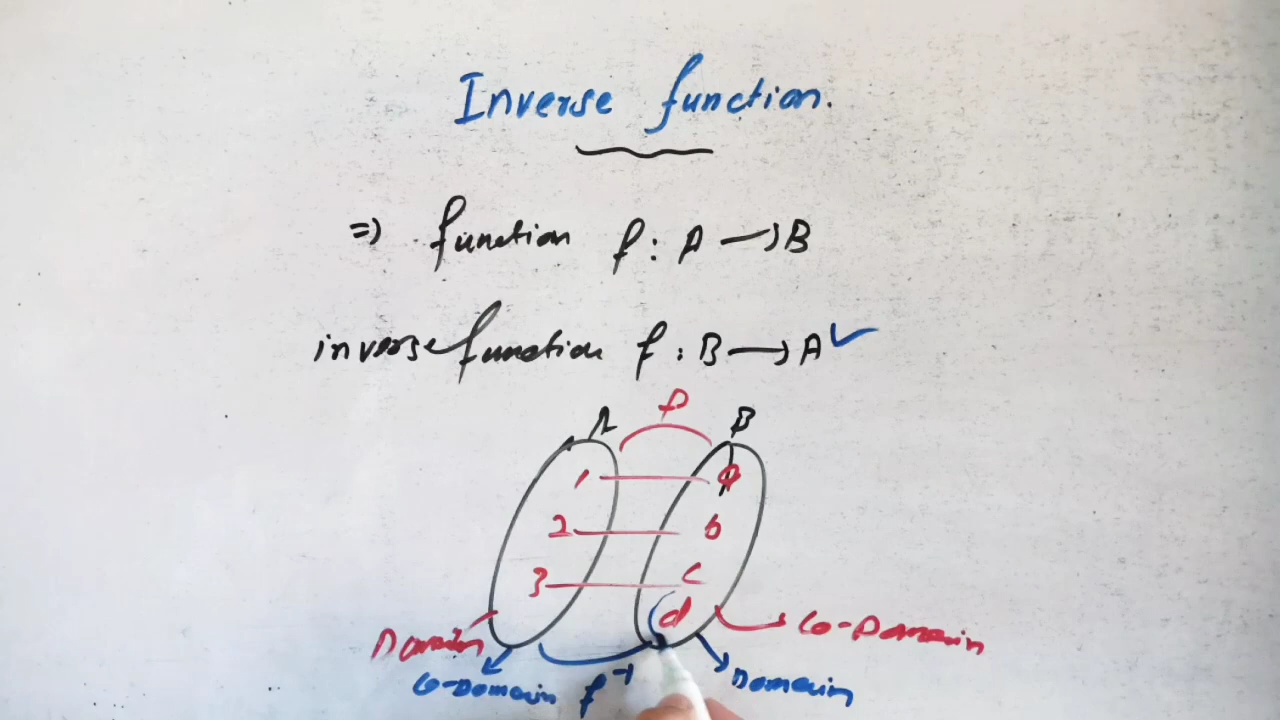 Inverse function.
=) function f : A → B
inverse function f : B → A ✓
f
A B
1
2 b
3 c
d
Domain Co-Domain
Co-Domain f⁻¹ Domain